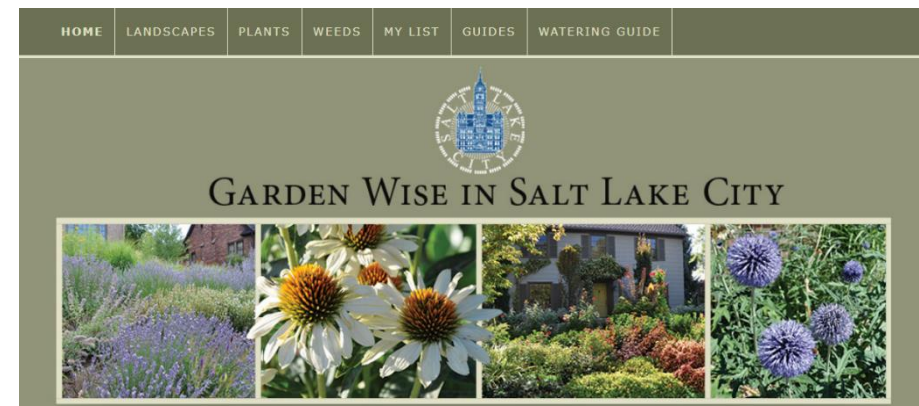 HOME LANDSCAPES PLANTS WEEDS MY LIST GUIDES WATERING GUIDE
SALT LAKE CITY
GARDEN WISE IN SALT LAKE CITY